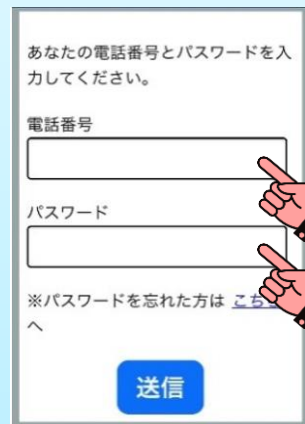 あなたの電話番号とパスワードを入
力してください。
電話番号
パスワード
※パスワードを忘れた方は こち
へ
送信